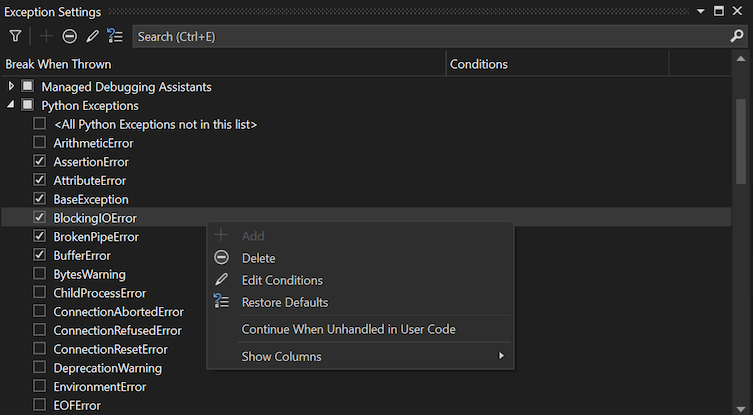 Exception Settings
Search (Ctrl+E)
Break When Thrown Conditions
Managed Debugging Assistants
Python Exceptions
<All Python Exceptions not in this list>
ArithmeticError
AssertionError
AttributeError
BaseException
BlockingIOError
BrokenPipeError
BufferError
BytesWarning
ChildProcessError
ConnectionAbortedError
ConnectionRefusedError
ConnectionResetError
DeprecationWarning
EnvironmentError
EOFError
Add
Delete
Edit Conditions
Restore Defaults
Continue When Unhandled in User Code
Show Columns